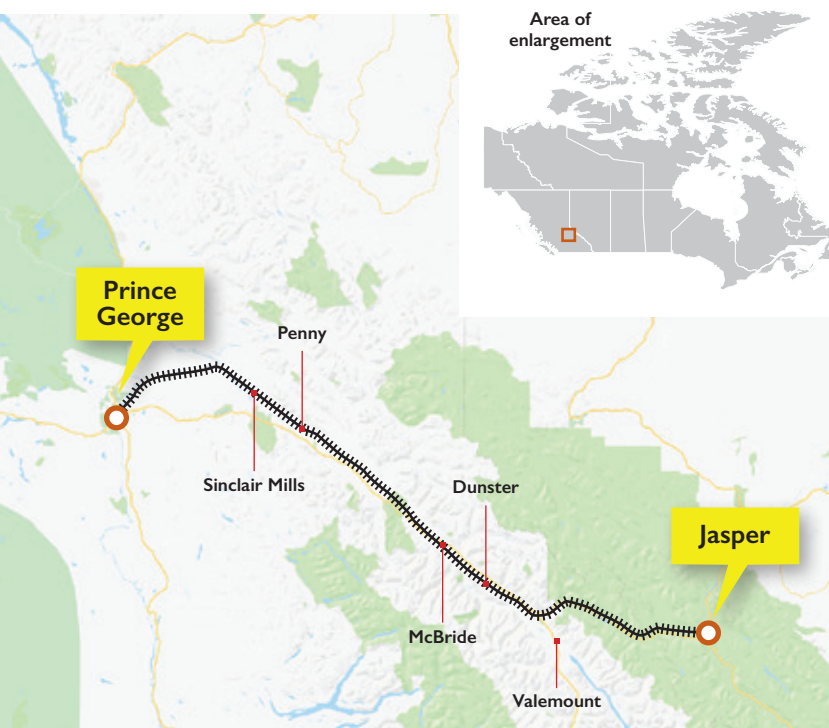 Area of
enlargement
Prince
George
Penny
Sinclair Mills
Dunster
Jasper
McBride
Valemount